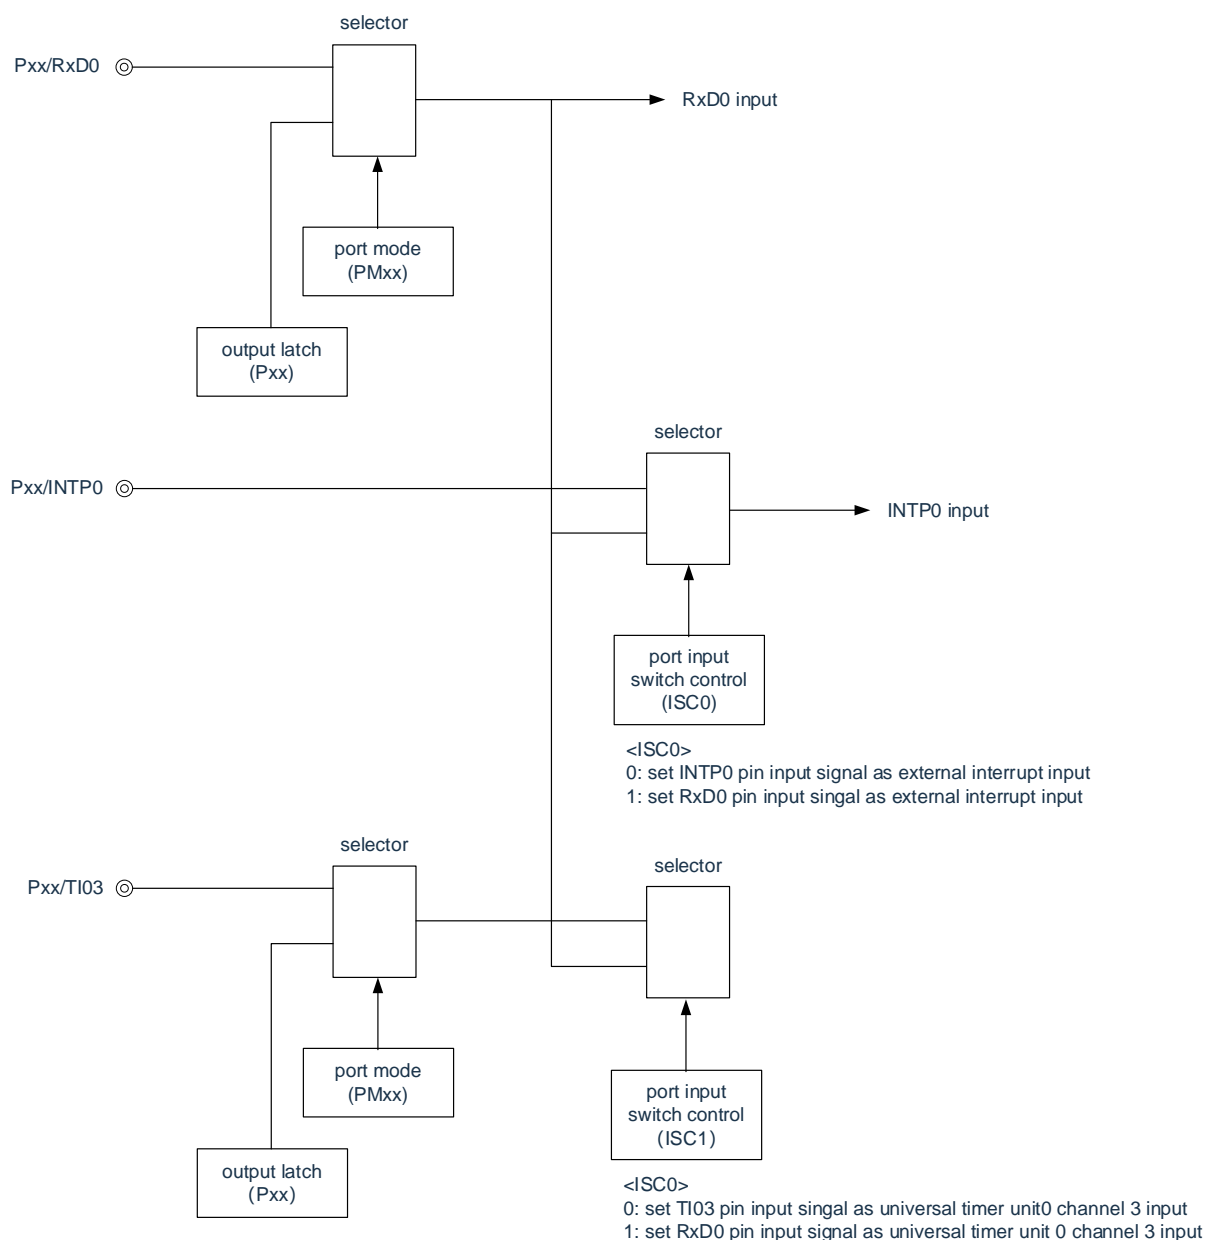 selector
Pxx/RxD0
RxD0 input
port mode
(PMxx)
output latch
(Pxx)
selector
Pxx/INTP0
INTP0 input
port input
switch control
(ISC0)
<ISC0>
0: set INTP0 pin input signal as external interrupt input
1: set RxD0 pin input singal as external interrupt input
selector
selector
Pxx/TI03
port mode
(PMxx)
port input
switch control
(ISC1)
output latch
(Pxx)
<ISC0>
0: set TI03 pin input singal as universal timer unit0 channel 3 input
1: set RxD0 pin input signal as universal timer unit 0 channel 3 input